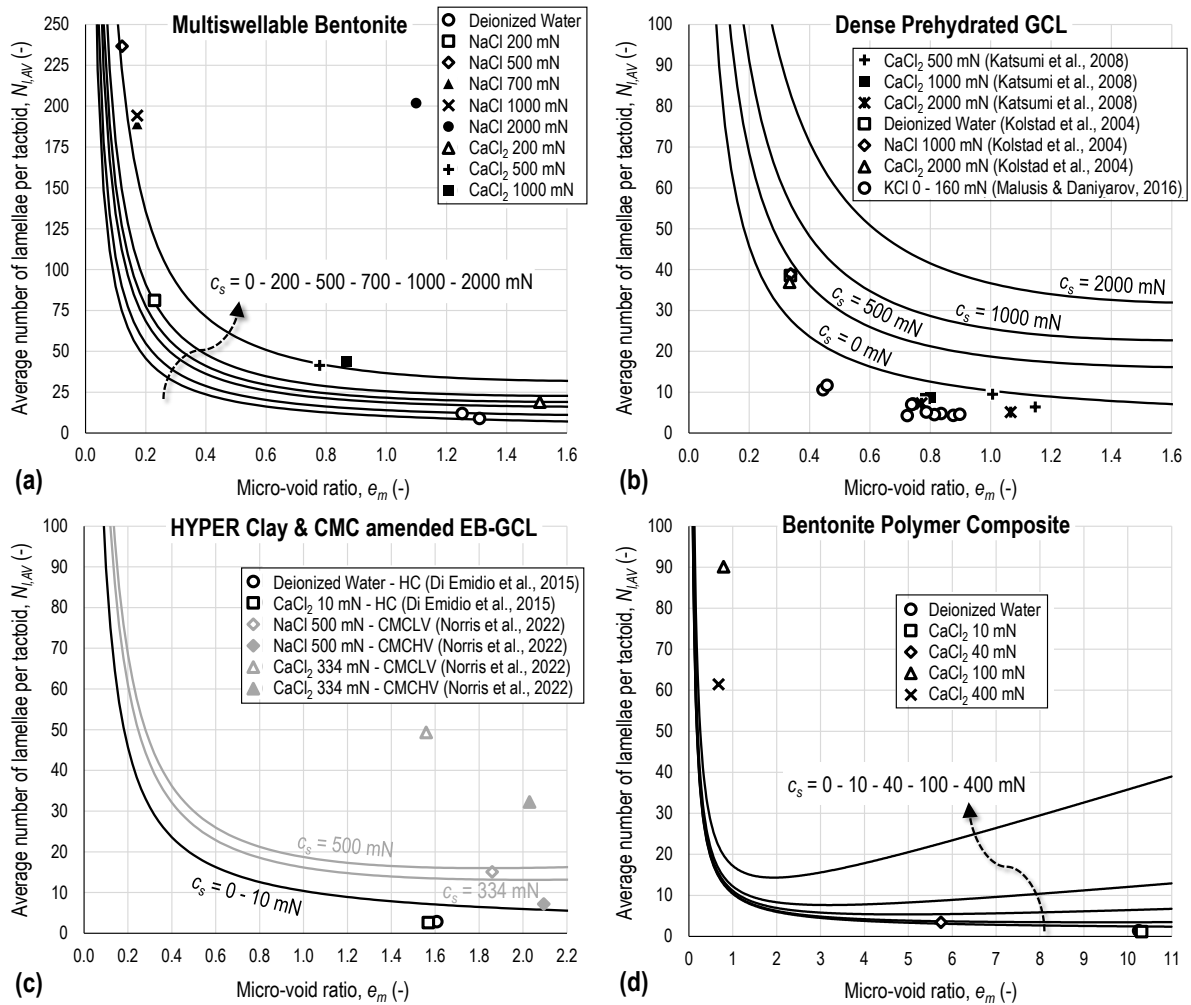 Multiswellable Bentonite
Average number of lamellae per tactoid, N_l,AV (-)
250
225
200
175
150
125
100
75
50
25
0
Deionized Water
NaCl 200 mN
NaCl 500 mN
NaCl 700 mN
NaCl 1000 mN
NaCl 2000 mN
CaCl2 200 mN
CaCl2 500 mN
CaCl2 1000 mN
c_s = 0 - 200 - 500 - 700 - 1000 - 2000 mN
0.0 0.2 0.4 0.6 0.8 1.0 1.2 1.4 1.6
(a)
Micro-void ratio, e_m (-)
Dense Prehydrated GCL
Average number of lamellae per tactoid, N_l,AV (-)
100
90
80
70
60
50
40
30
20
10
0
CaCl2 500 mN (Katsumi et al., 2008)
CaCl2 1000 mN (Katsumi et al., 2008)
CaCl2 2000 mN (Katsumi et al., 2008)
Deionized Water (Kolstad et al., 2004)
NaCl 1000 mN (Kolstad et al., 2004)
CaCl2 2000 mN (Kolstad et al., 2004)
KCl 0 - 160 mN (Malusis & Daniyarov, 2016)
c_s = 2000 mN
c_s = 1000 mN
c_s = 500 mN
c_s = 0 mN
0.0 0.2 0.4 0.6 0.8 1.0 1.2 1.4 1.6
(b)
Micro-void ratio, e_m (-)
HYPER Clay & CMC amended EB-GCL
Average number of lamellae per tactoid, N_l,AV (-)
100
90
80
70
60
50
40
30
20
10
0
Deionized Water - HC (Di Emidio et al., 2015)
CaCl2 10 mN - HC (Di Emidio et al., 2015)
NaCl 500 mN - CMCLV (Norris et al., 2022)
NaCl 500 mN - CMCHV (Norris et al., 2022)
CaCl2 334 mN - CMCLV (Norris et al., 2022)
CaCl2 334 mN - CMCHV (Norris et al., 2022)
c_s = 500 mN
c_s = 334 mN
c_s = 0 - 10 mN
0.0 0.2 0.4 0.6 0.8 1.0 1.2 1.4 1.6 1.8 2.0 2.2
(c)
Micro-void ratio, e_m (-)
Bentonite Polymer Composite
Average number of lamellae per tactoid, N_l,AV (-)
100
90
80
70
60
50
40
30
20
10
0
Deionized Water
CaCl2 10 mN
CaCl2 40 mN
CaCl2 100 mN
CaCl2 400 mN
c_s = 0 - 10 - 40 - 100 - 400 mN
0 1 2 3 4 5 6 7 8 9 10 11
(d)
Micro-void ratio, e_m (-)